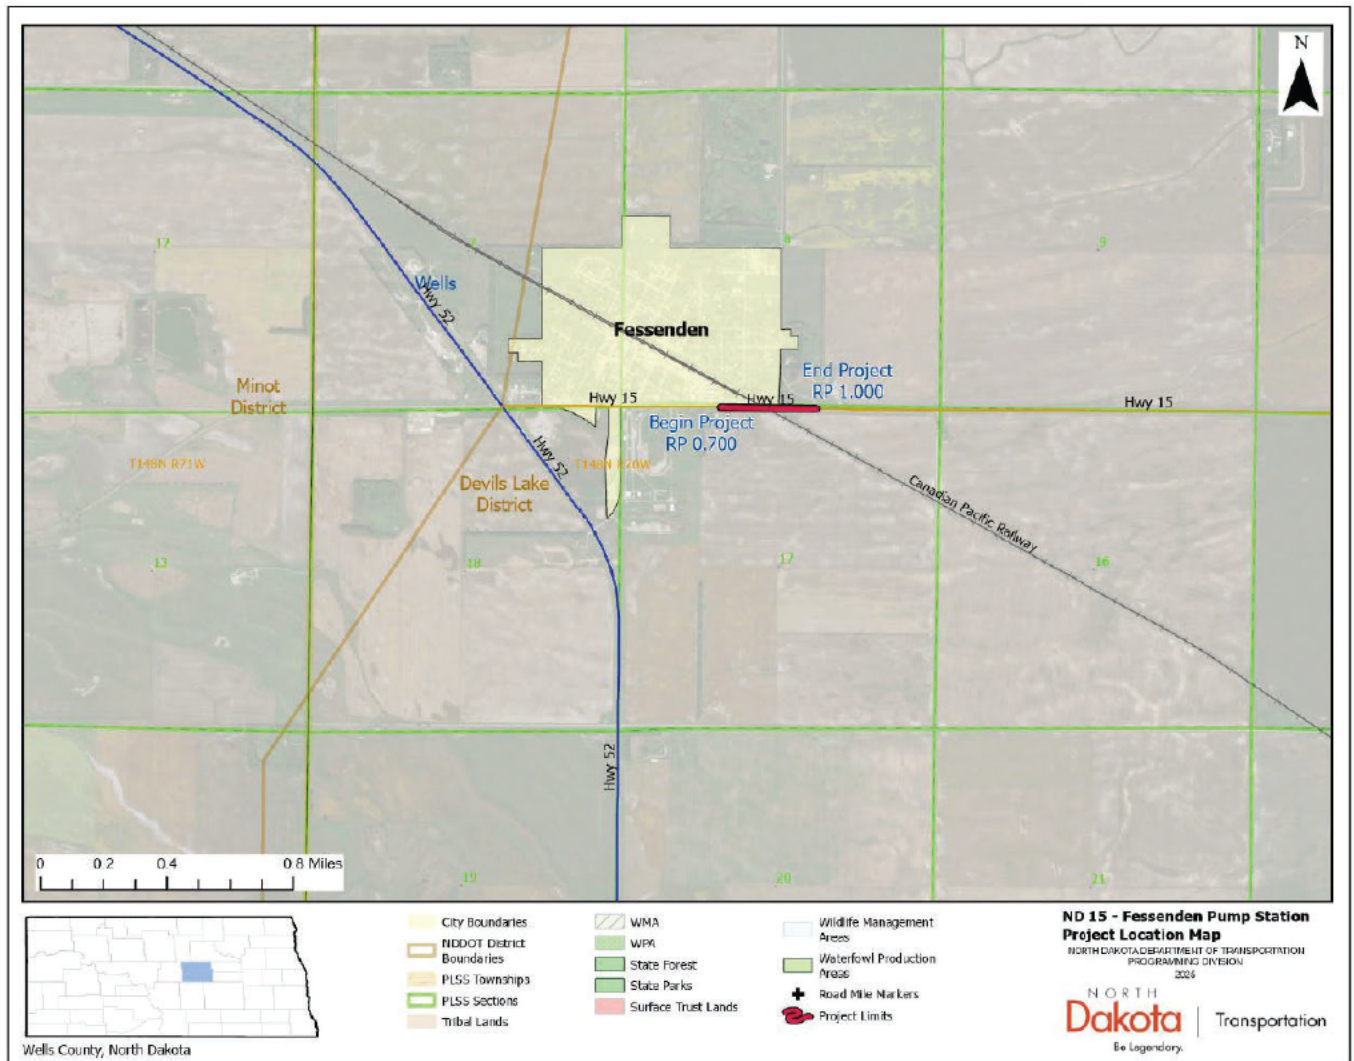 N
12
7
8
9
Wells
Hwy 52
Fessenden
End Project
RP 1.000
Minot
District
Hwy 15
Hwy 15
Hwy 15
Begin Project
RP 0.700
T148N R71W
Hwy 52
T148N R70W
Devils Lake
District
Canadian Pacific Railway
13
18
17
16
Hwy 52
0 0.2 0.4 0.8 Miles
19
20
21
City Boundaries
NDDOT District
Boundaries
PLSS Townships
PLSS Sections
Tribal Lands
WMA
WPA
State Forest
State Parks
Surface Trust Lands
Wildlife Management
Areas
Waterfowl Production
Areas
Road Mile Markers
Project Limits
ND 15 - Fessenden Pump Station
Project Location Map
NORTH DAKOTA DEPARTMENT OF TRANSPORTATION
PROGRAMMING DIVISION
NORTH
Dakota
Be Legendary.
Transportation
Wells County, North Dakota